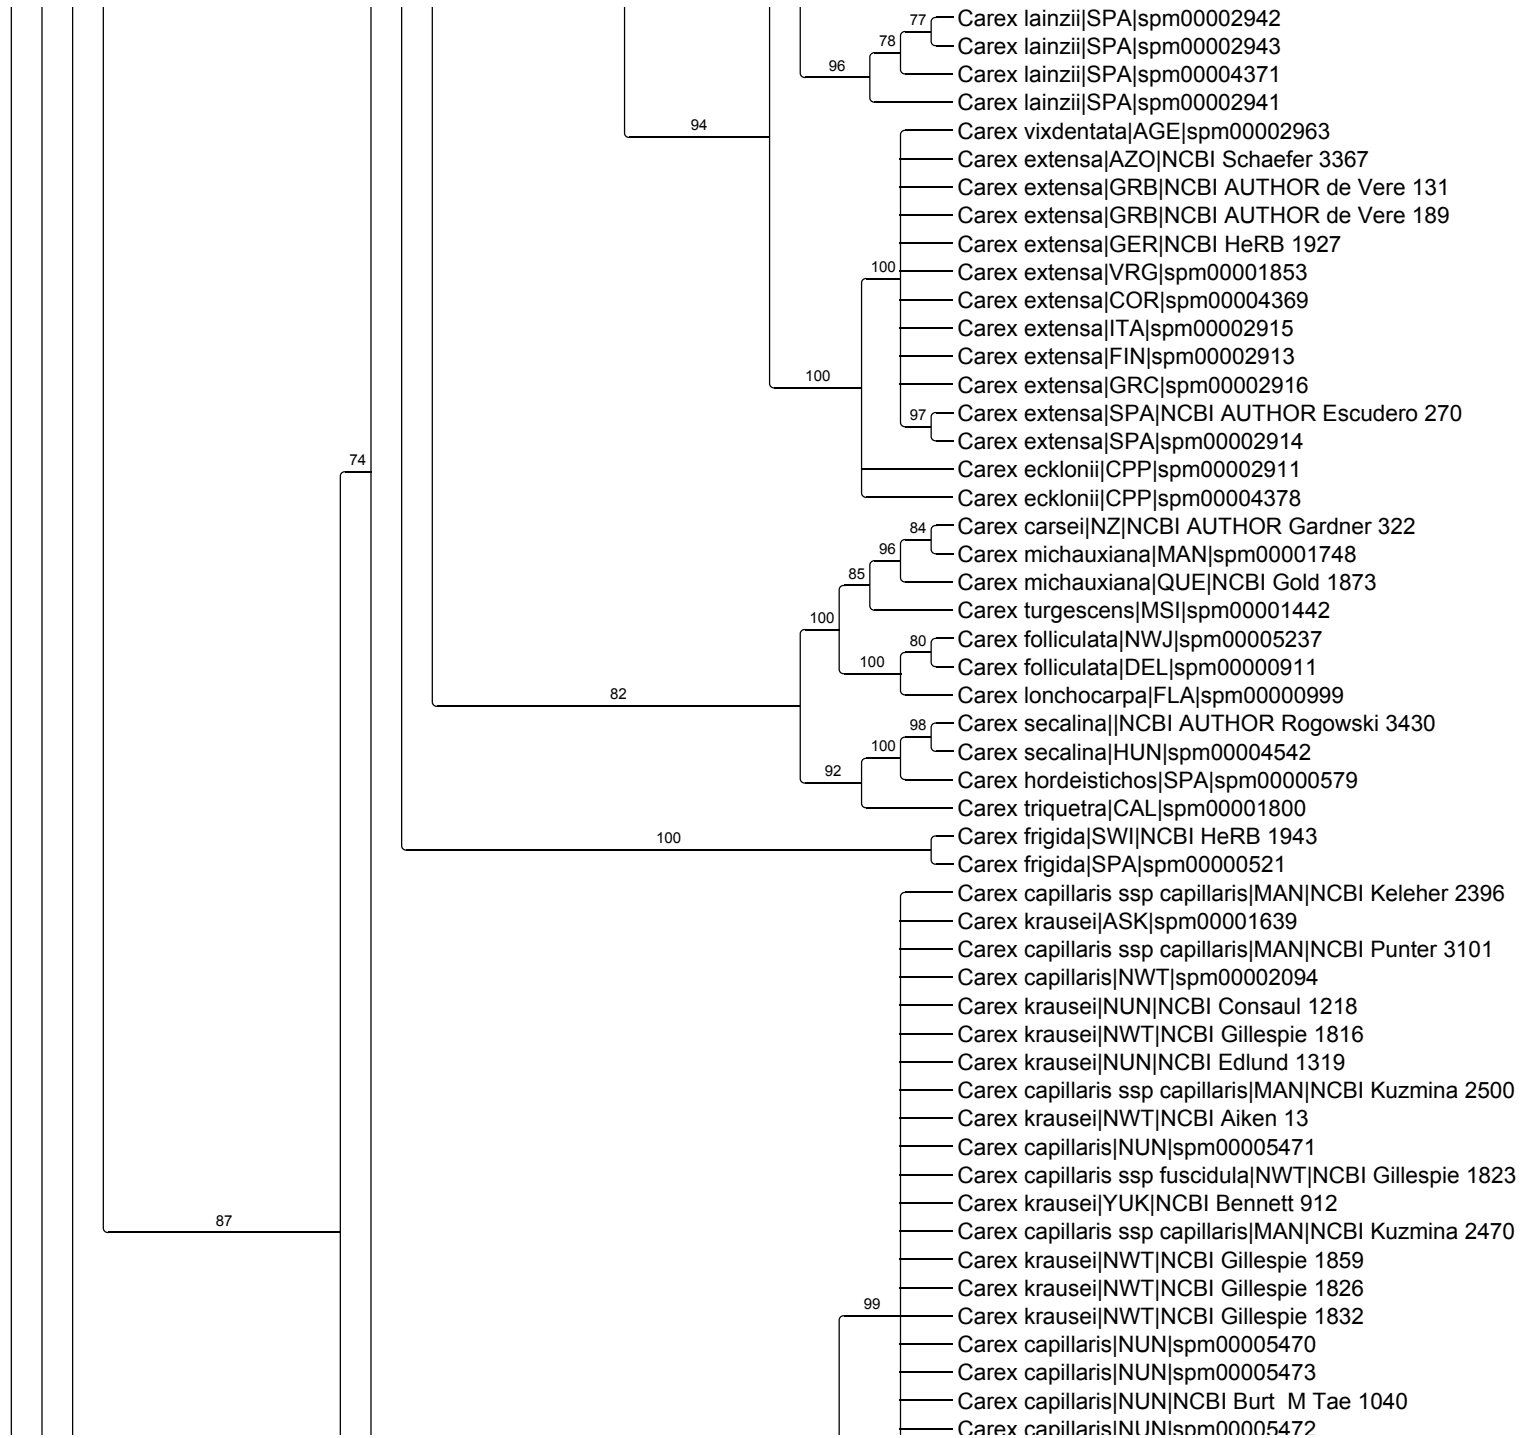 77
Carex lainzii|SPA|spm00002942
78
Carex lainzii|SPA|spm00002943
96
Carex lainzii|SPA|spm00004371
Carex lainzii|SPA|spm00002941
94
Carex vixdentata|AGE|spm00002963
Carex extensa|AZO|NCBI Schaefer 3367
Carex extensa|GRB|NCBI AUTHOR de Vere 131
Carex extensa|GRB|NCBI AUTHOR de Vere 189
Carex extensa|GER|NCBI HeRB 1927
100
Carex extensa|VRG|spm00001853
Carex extensa|COR|spm00004369
Carex extensa|ITA|spm00002915
Carex extensa|FIN|spm00002913
100
Carex extensa|GRC|spm00002916
97
Carex extensa|SPA|NCBI AUTHOR Escudero 270
Carex extensa|SPA|spm00002914
74
Carex ecklonii|CPP|spm00002911
Carex ecklonii|CPP|spm00004378
84
Carex carsei|NZ|NCBI AUTHOR Gardner 322
96
Carex michauxiana|MAN|spm00001748
85
Carex michauxiana|QUE|NCBI Gold 1873
100
Carex turgescens|MSI|spm00001442
80
Carex folliculata|NWJ|spm00005237
100
Carex folliculata|DEL|spm00000911
82
Carex lonchocarpa|FLA|spm00000999
98
Carex secalina||NCBI AUTHOR Rogowski 3430
100
Carex secalina|HUN|spm00004542
92
Carex hordeistichos|SPA|spm00000579
Carex triquetra|CAL|spm00001800
100
Carex frigida|SWI|NCBI HeRB 1943
Carex frigida|SPA|spm00000521
Carex capillaris ssp capillaris|MAN|NCBI Keleher 2396
Carex krausei|ASK|spm00001639
Carex capillaris ssp capillaris|MAN|NCBI Punter 3101
Carex capillaris|NWT|spm00002094
Carex krausei|NUN|NCBI Consaul 1218
Carex krausei|NWT|NCBI Gillespie 1816
Carex krausei|NUN|NCBI Edlund 1319
Carex capillaris ssp capillaris|MAN|NCBI Kuzmina 2500
Carex krausei|NWT|NCBI Aiken 13
Carex capillaris|NUN|spm00005471
Carex capillaris ssp fuscidula|NWT|NCBI Gillespie 1823
Carex krausei|YUK|NCBI Bennett 912
87
Carex capillaris ssp capillaris|MAN|NCBI Kuzmina 2470
Carex krausei|NWT|NCBI Gillespie 1859
Carex krausei|NWT|NCBI Gillespie 1826
99
Carex krausei|NWT|NCBI Gillespie 1832
Carex capillaris|NUN|spm00005470
Carex capillaris|NUN|spm00005473
Carex capillaris|NUN|NCBI Burt  M Tae 1040
Carex capillaris|NUN|spm00005472